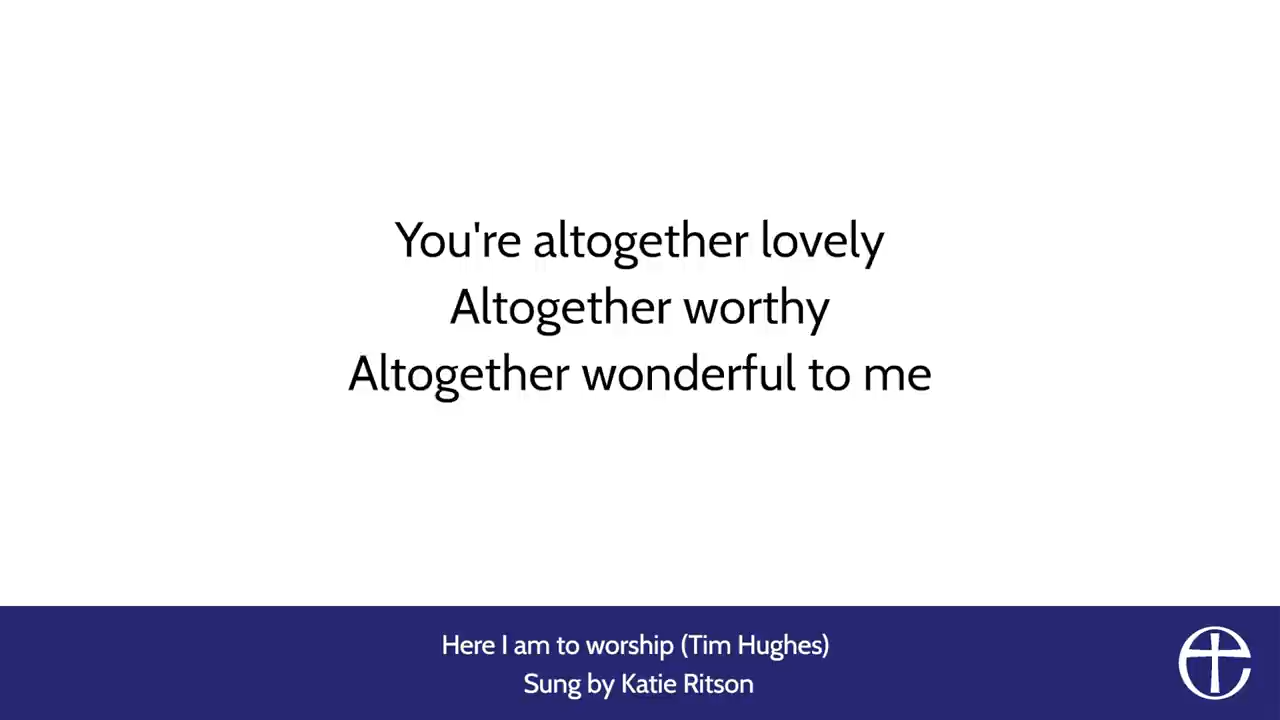 You're altogether lovely
Altogether worthy
Altogether wonderful to me
Here I am to worship (Tim Hughes)
Sung by Katie Ritson